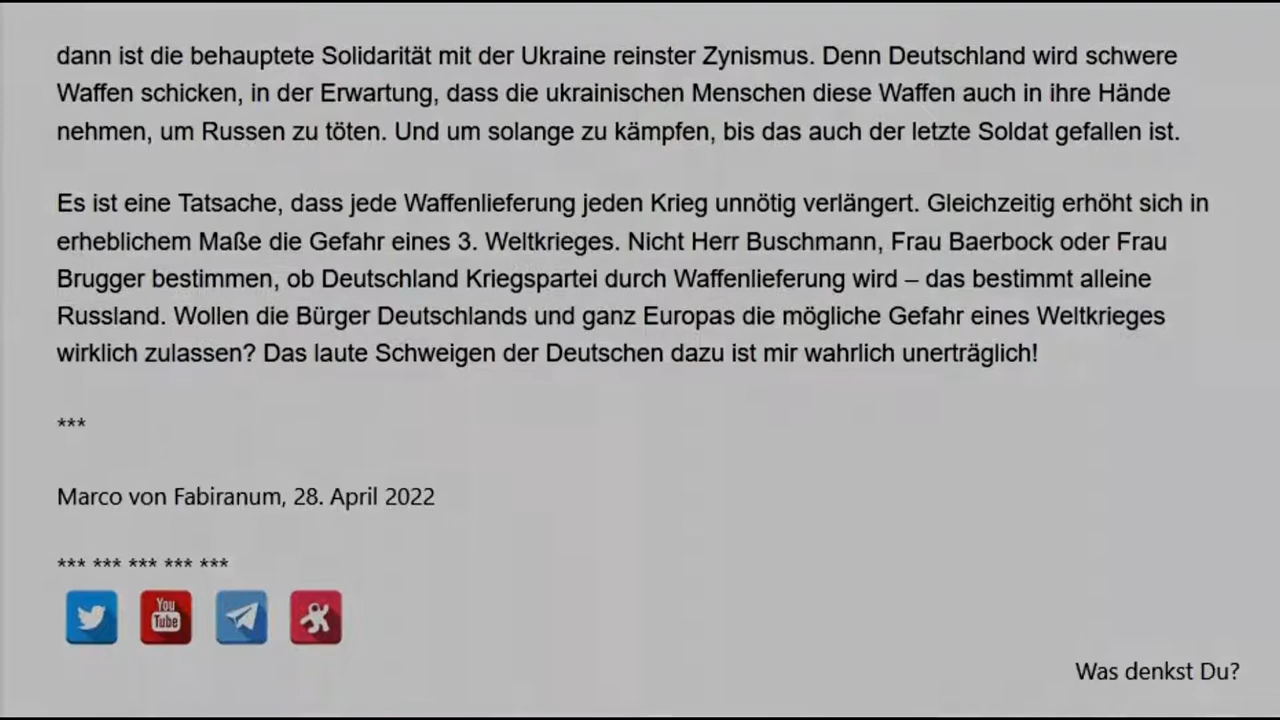 dann ist die behauptete Solidarität mit der Ukraine reinster Zynismus. Denn Deutschland wird schwere
Waffen schicken, in der Erwartung, dass die ukrainischen Menschen diese Waffen auch in ihre Hände
nehmen, um Russen zu töten. Und um solange zu kämpfen, bis das auch der letzte Soldat gefallen ist.
Es ist eine Tatsache, dass jede Waffenlieferung jeden Krieg unnötig verlängert. Gleichzeitig erhöht sich in
erheblichem Maße die Gefahr eines 3. Weltkrieges. Nicht Herr Buschmann, Frau Baerbock oder Frau
Brugger bestimmen, ob Deutschland Kriegspartei durch Waffenlieferung wird – das bestimmt alleine
Russland. Wollen die Bürger Deutschlands und ganz Europas die mögliche Gefahr eines Weltkrieges
wirklich zulassen? Das laute Schweigen der Deutschen dazu ist mir wahrlich unerträglich!
***
Marco von Fabiranum, 28. April 2022
*** *** *** *** ***
You
Tube
Was denkst Du?